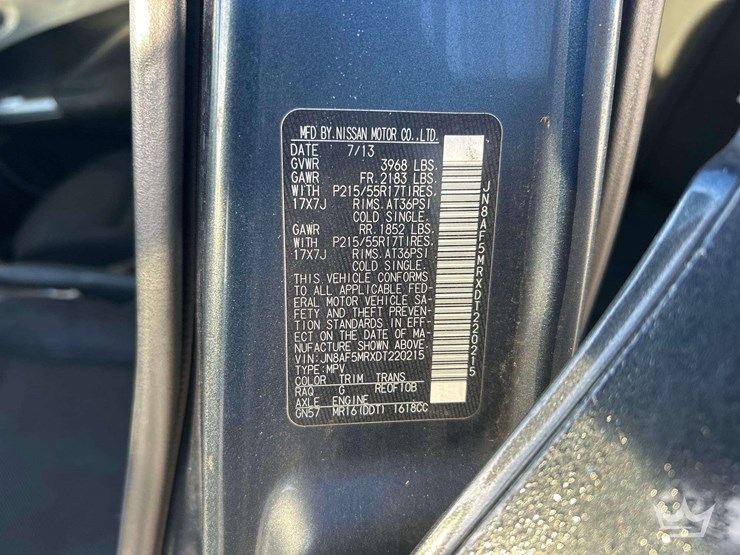 MFD BY NISSAN MOTOR CO., LTD.
DATE 7/13
GVWR 3968 LBS.
GAWR FR. 2183 LBS
WITH P215/55R17TIRES.
17X7J RIMS. AT36PSI
COLD SINGLE.
GAWR RR. 1852 LBS.
WITH P215/55R17TIRES.
17X7J RIMS. AT36PSI
COLD SINGLE.
THIS VEHICLE CONFORMS
TO ALL APPLICABLE FED-
ERAL MOTOR VEHICLE SA-
FETY AND THEFT PREVEN-
TION STANDARDS IN EFF-
ECT ON THE DATE OF MA-
NUFACTURE SHOWN ABOVE.
VIN: JN8AF5MRXDT220215
TYPE: MPV
COLOR TRIM TRANS
RAQ G RE0F10B
AXLE ENGINE
GN57 MR16(DDT) 1618CC
JN8AF5MRXDT220215